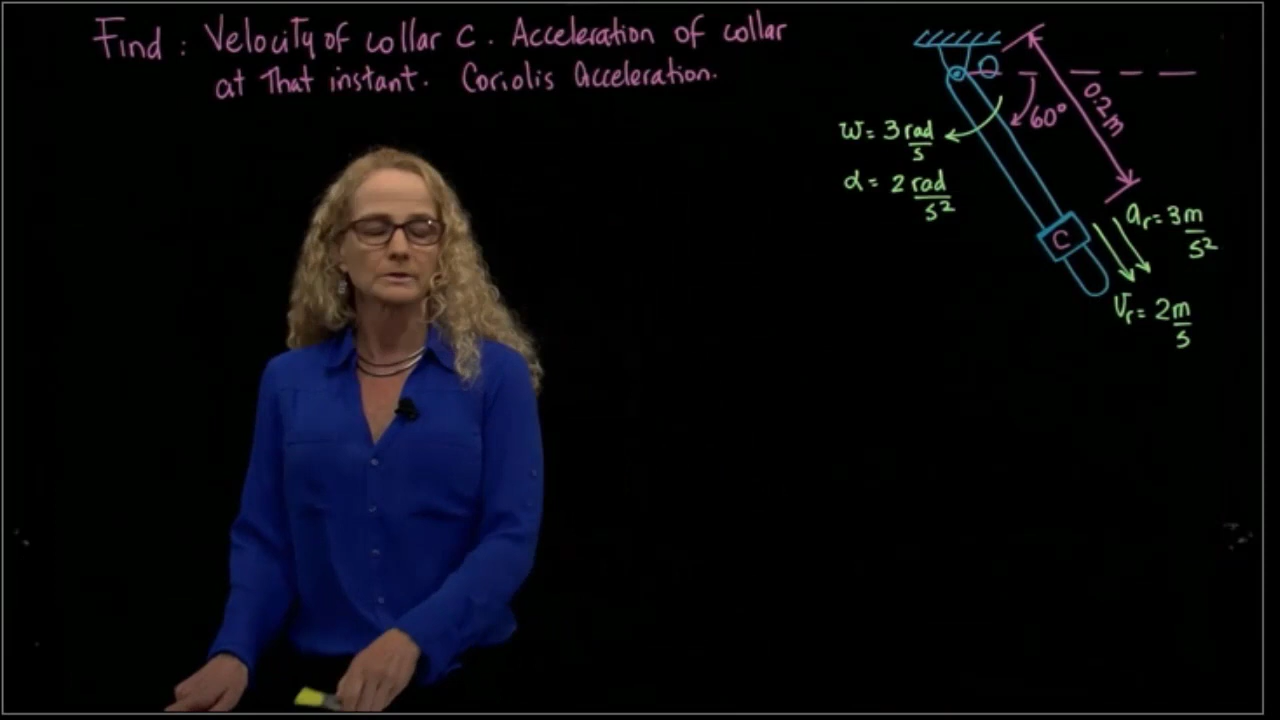 Find : Velocity of collar C. Acceleration of collar
at That instant. Coriolis Acceleration.
O
60°
0.2m
ω = 3 rad/s
α = 2 rad/s²
C
aᵣ = 3 m/s²
Vᵣ = 2 m/s